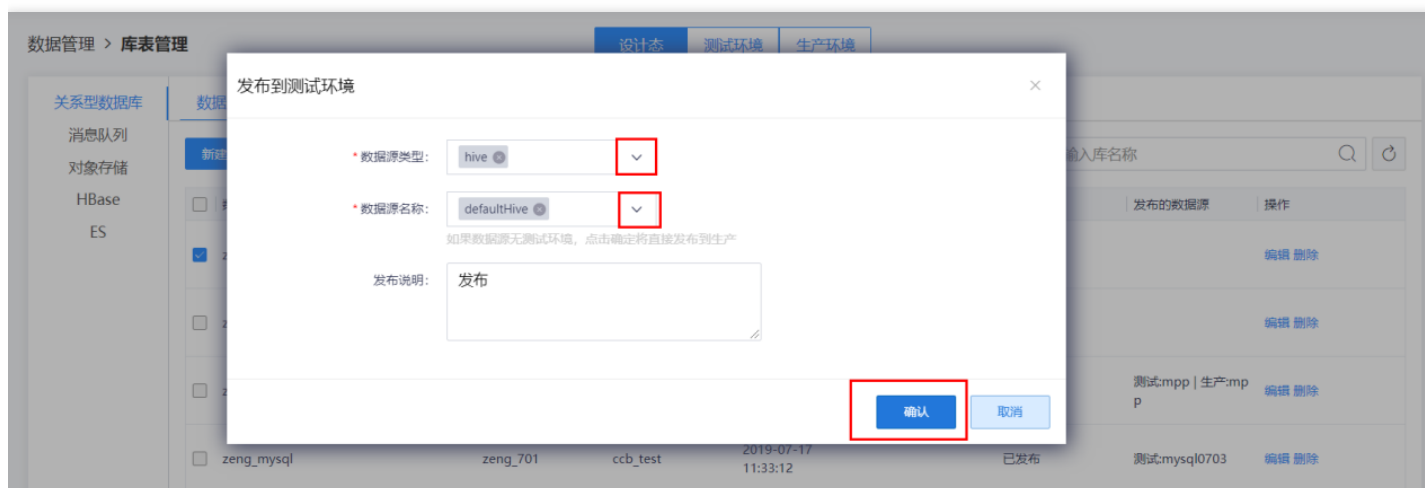 数据管理 > 库表管理
设计态 测试环境 生产环境
发布到测试环境
关系型数据库
消息队列
对象存储
HBase
ES
数据
新建
输入库名称
* 数据源类型: hive
* 数据源名称: defaultHive
如果数据源无测试环境，点击确定将直接发布到生产
发布说明: 发布
确认 取消
发布的数据源 操作
编辑 删除
编辑 删除
测试:mpp | 生产:mp
p
编辑 删除
zeng_mysql zeng_701 ccb_test 2019-07-17
11:33:12
已发布 测试:mysql0703 编辑 删除